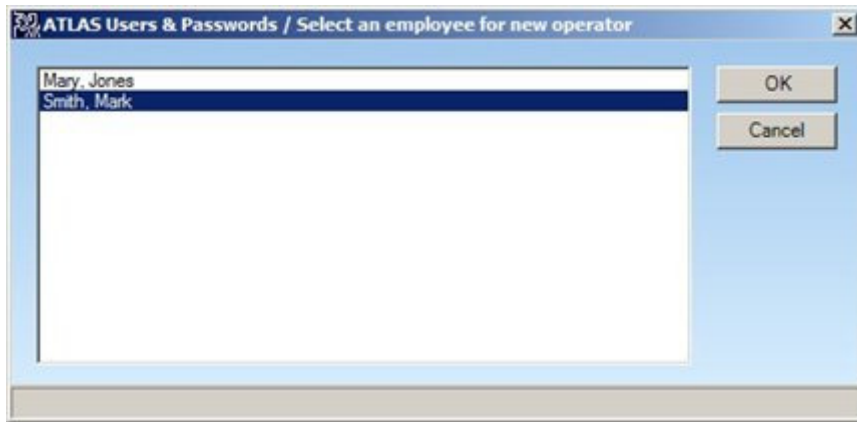 ATLAS Users & Passwords / Select an employee for new operator
Mary, Jones
Smith, Mark
OK
Cancel